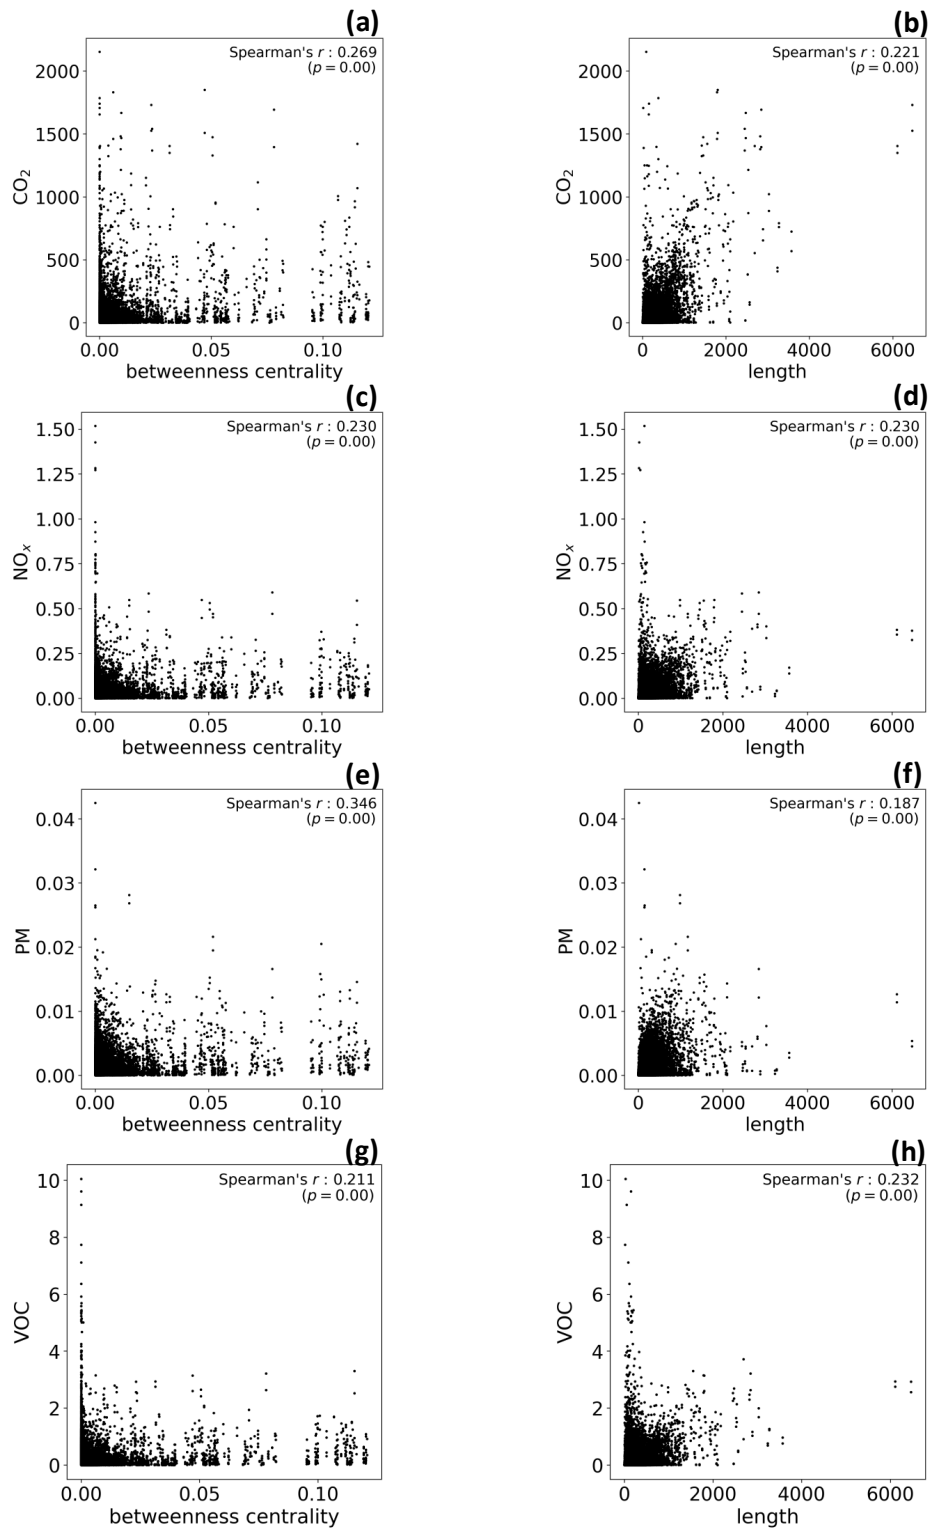 (a)
Spearman's r : 0.269
(p = 0.00)
2000
1500
1000
500
0
CO₂
0.00 0.05 0.10
betweenness centrality
(b)
Spearman's r : 0.221
(p = 0.00)
2000
1500
1000
500
0
CO₂
0 2000 4000 6000
length
(c)
Spearman's r : 0.230
(p = 0.00)
1.50
1.25
1.00
0.75
0.50
0.25
0.00
NOₓ
0.00 0.05 0.10
betweenness centrality
(d)
Spearman's r : 0.230
(p = 0.00)
1.50
1.25
1.00
0.75
0.50
0.25
0.00
NOₓ
0 2000 4000 6000
length
(e)
Spearman's r : 0.346
(p = 0.00)
0.04
0.03
0.02
0.01
0.00
PM
0.00 0.05 0.10
betweenness centrality
(f)
Spearman's r : 0.187
(p = 0.00)
0.04
0.03
0.02
0.01
0.00
PM
0 2000 4000 6000
length
(g)
Spearman's r : 0.211
(p = 0.00)
10
8
6
4
2
0
VOC
0.00 0.05 0.10
betweenness centrality
(h)
Spearman's r : 0.232
(p = 0.00)
10
8
6
4
2
0
VOC
0 2000 4000 6000
length